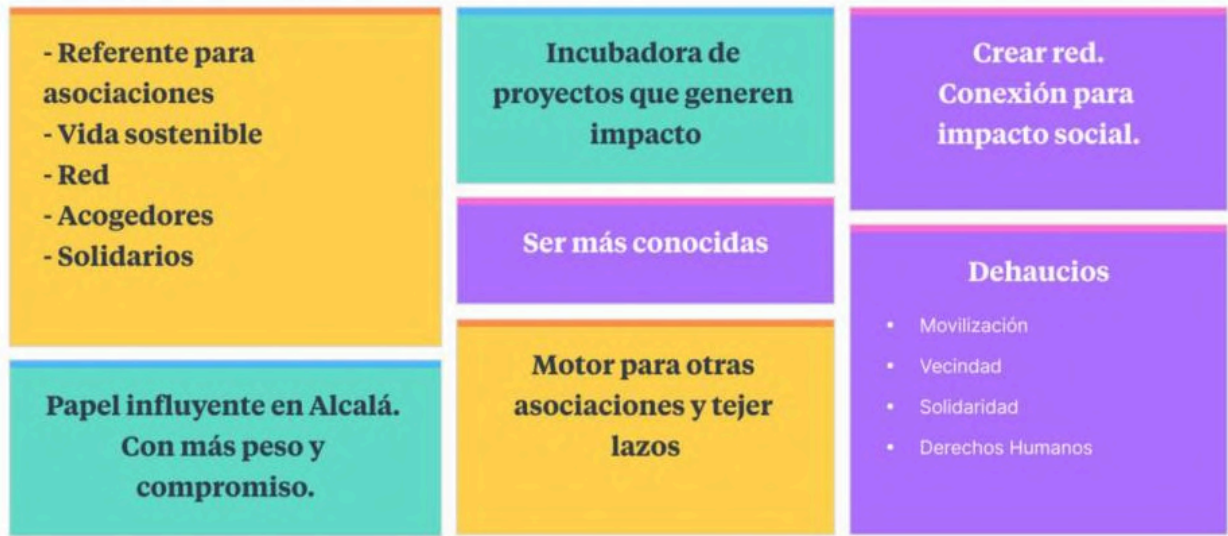 - Referente para
asociaciones
- Vida sostenible
- Red
- Acogedores
- Solidarios
Papel influyente en Alcalá.
Con más peso y
compromiso.
Incubadora de
proyectos que generen
impacto
Ser más conocidas
Motor para otras
asociaciones y tejer
lazos
Crear red.
Conexión para
impacto social.
Dehaucios
• Movilización
• Vecindad
• Solidaridad
• Derechos Humanos